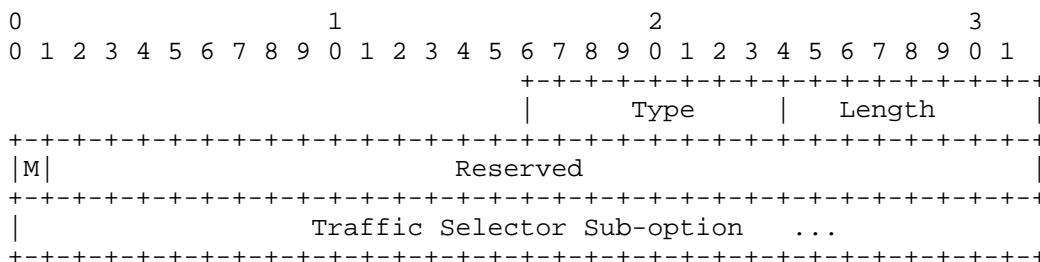 0                   1                   2                   3
0 1 2 3 4 5 6 7 8 9 0 1 2 3 4 5 6 7 8 9 0 1 2 3 4 5 6 7 8 9 0 1
                                +-+-+-+-+-+-+-+-+-+-+-+-+-+-+-+-+
                                |      Type     |   Length      |
+-+-+-+-+-+-+-+-+-+-+-+-+-+-+-+-+-+-+-+-+-+-+-+-+-+-+-+-+-+-+-+-+
|M|                         Reserved                            |
+-+-+-+-+-+-+-+-+-+-+-+-+-+-+-+-+-+-+-+-+-+-+-+-+-+-+-+-+-+-+-+-+
|                  Traffic Selector Sub-option   ...
+-+-+-+-+-+-+-+-+-+-+-+-+-+-+-+-+-+-+-+-+-+-+-+-+-+-+-+-+-+-+-+-+